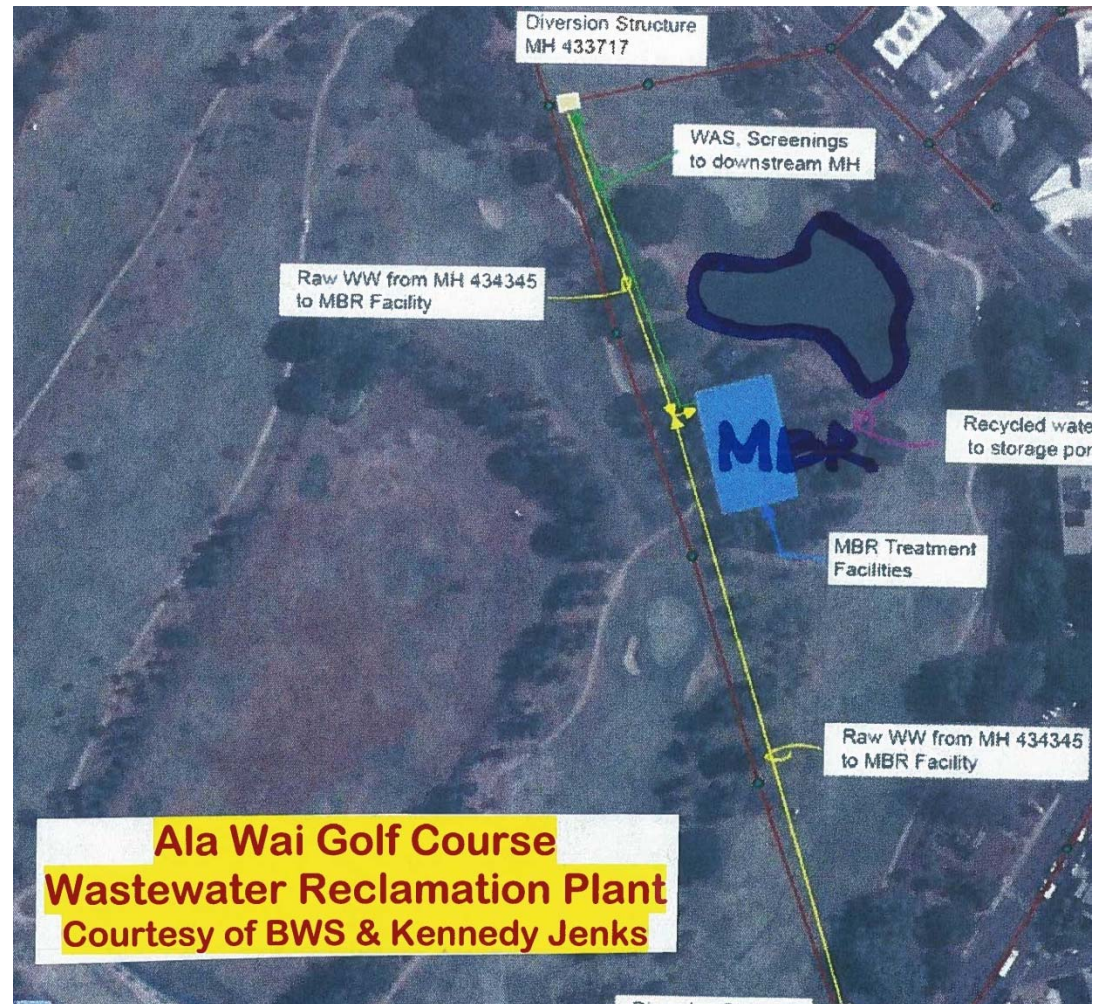 Diversion Structure
MH 433717
WAS, Screenings
to downstream MH
Raw WW from MH 434345
to MBR Facility
Recycled
to storage
MBR
MBR Treatment
Facilities
Raw WW from MH 434345
to MBR Facility
Ala Wai Golf Course
Wastewater Reclamation Plant
Courtesy of BWS & Kennedy Jenks